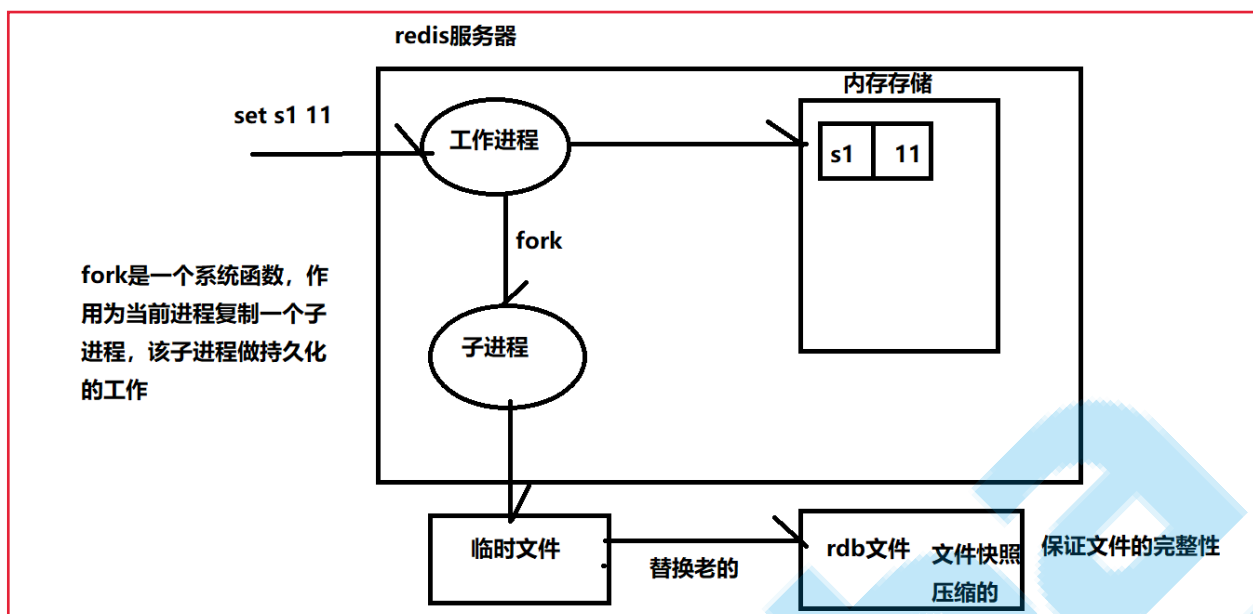 redis服务器
内存存储
set s1 11
工作进程
s1
11
fork
fork是一个系统函数，作
用为当前进程复制一个子
进程，该子进程做持久化
的工作
子进程
临时文件
替换老的
rdb文件
文件快照
压缩的
保证文件的完整性